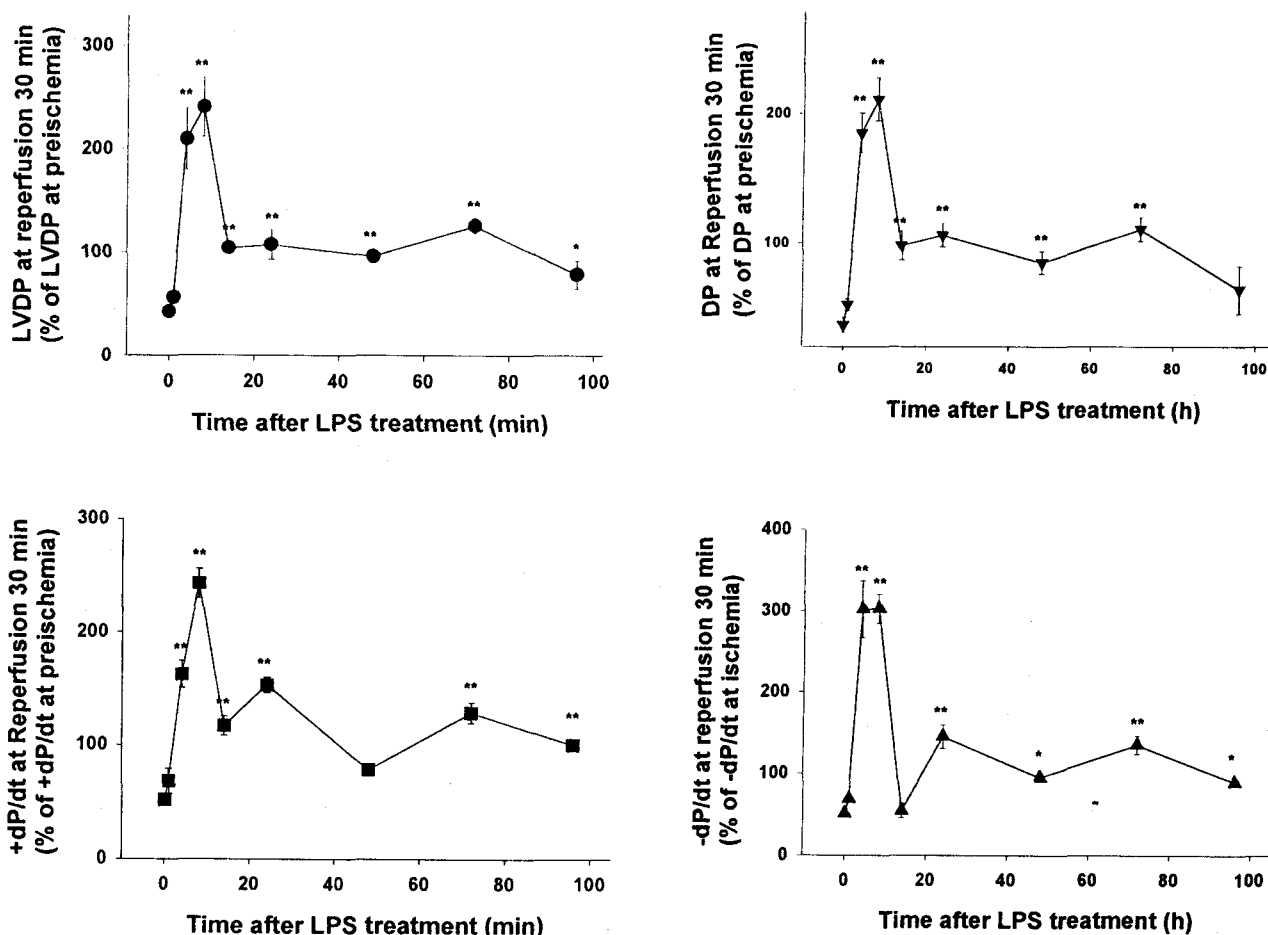 LVDP at reperfusion 30 min
(% of LVDP at preischemia)
300
200
100
0
** ** ** ** ** ** *
0 20 40 60 80 100
Time after LPS treatment (min)
DP at Reperfusion 30 min
(% of DP at preischemia)
200
100
** ** ** ** ** **
0 20 40 60 80 100
Time after LPS treatment (h)
+dP/dt at Reperfusion 30 min
(% of +dP/dt at preischemia)
300
200
100
0
** ** ** ** ** **
0 20 40 60 80 100
Time after LPS treatment (min)
-dP/dt at reperfusion 30 min
(% of -dP/dt at ischemia)
400
300
200
100
0
** ** ** * ** * *
0 20 40 60 80 100
Time after LPS treatment (h)